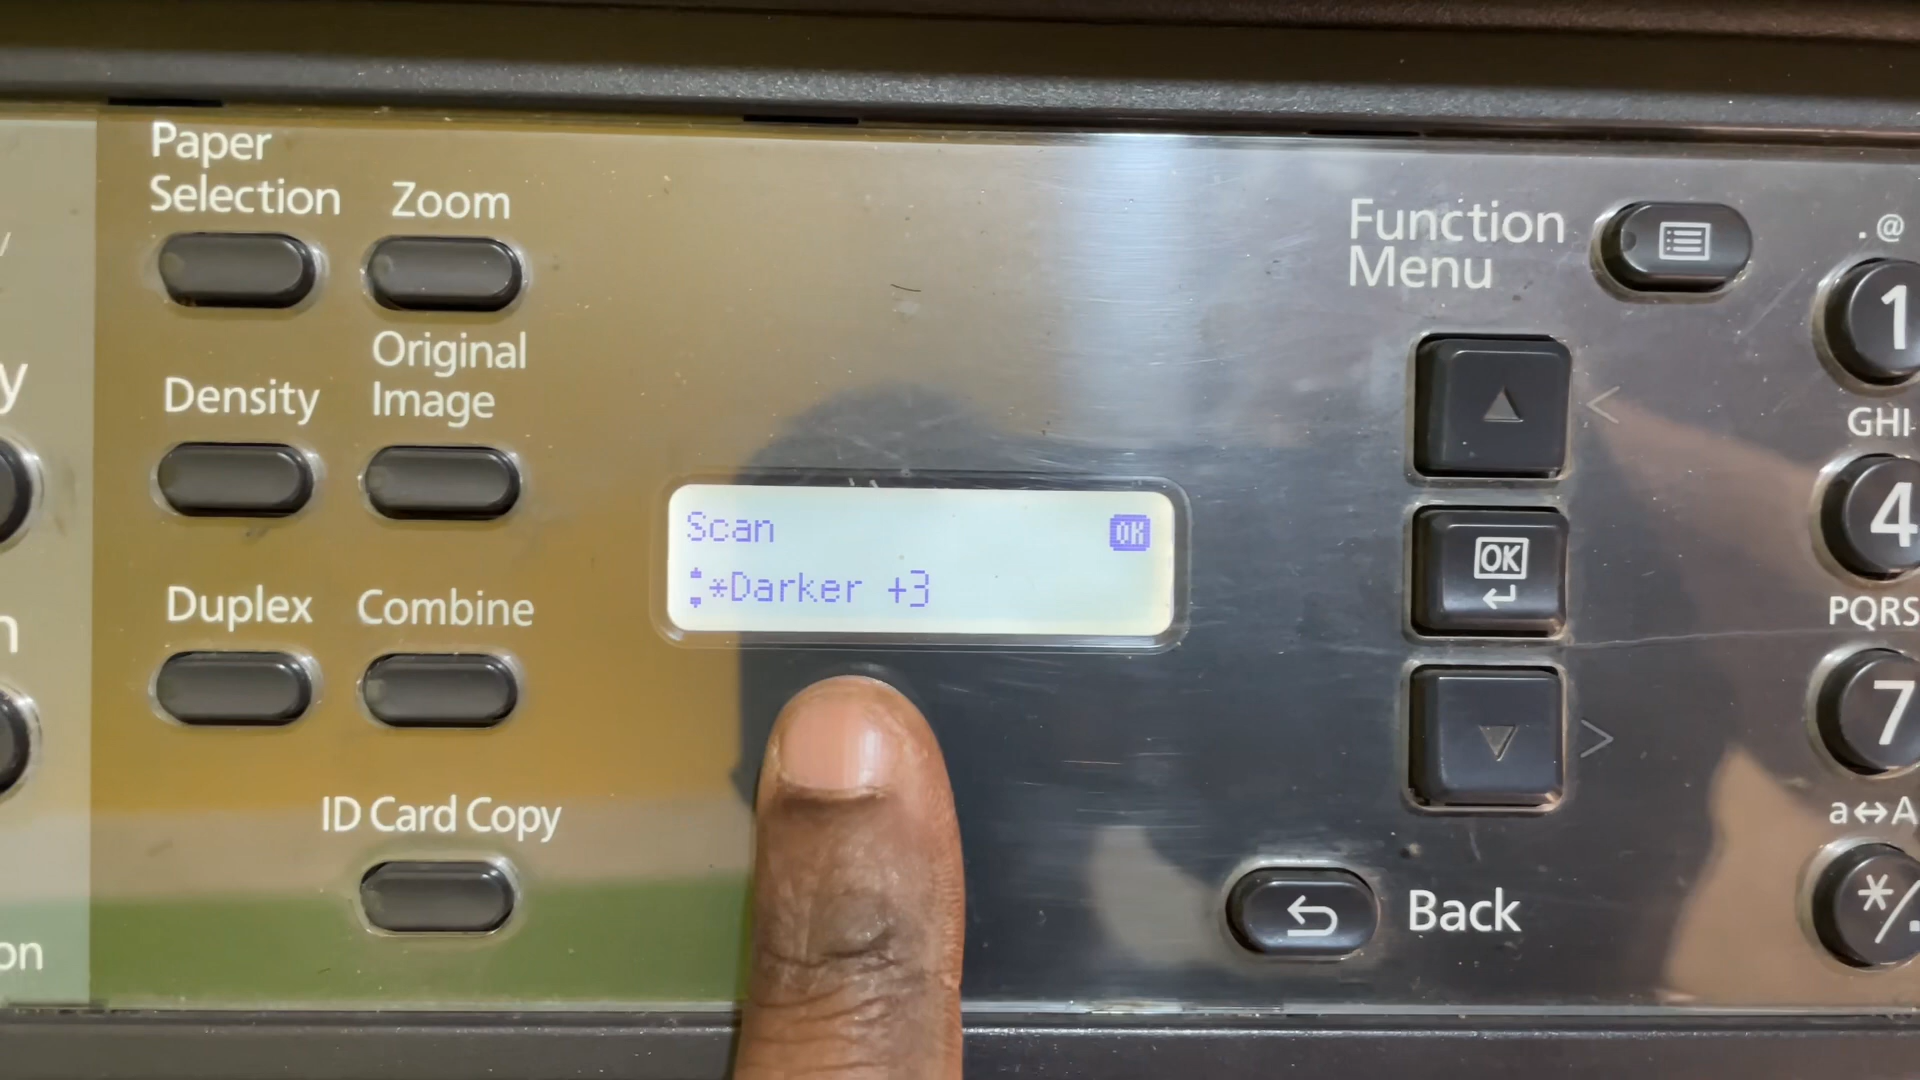 Paper
Selection
Zoom
Density
Original
Image
Duplex
Combine
ID Card Copy
Scan OK
*Darker +3
Function
Menu
<
OK
>
Back
.@
1
GHI
4
PQRS
7
a↔A
*/.
y
n
on